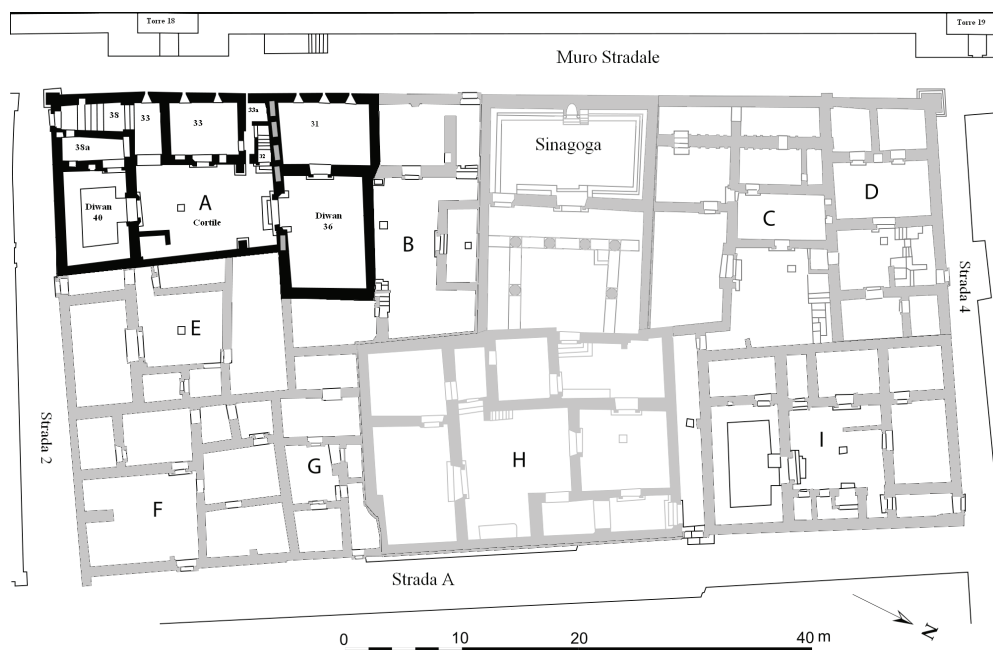 Torre 18
Torre 19
Muro Stradale
38
33
33
33a
32
31
38a
Sinagoga
Diwan
40
A
Cortile
Diwan
36
B
C
D
E
Strada 2
Strada 4
F
G
H
I
Strada A
N
0 10 20 40 m